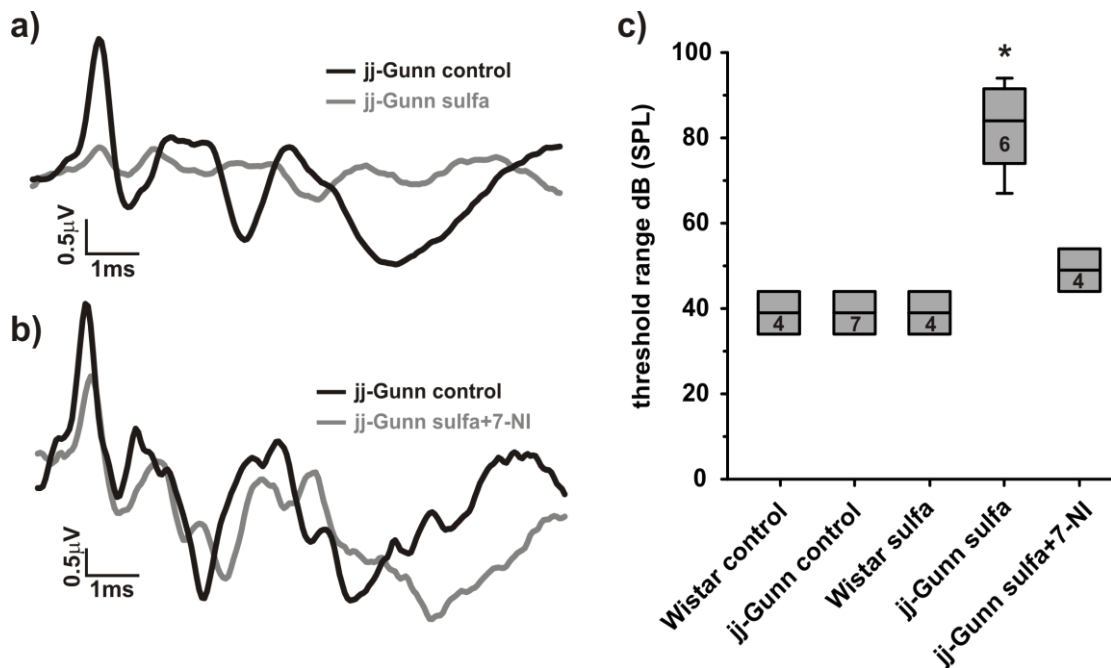 a)
jj-Gunn control
jj-Gunn sulfa
0.5µV
1ms
b)
jj-Gunn control
jj-Gunn sulfa+7-NI
0.5µV
1ms
c)
threshold range dB (SPL)
100
80
60
40
20
0
*
4
7
4
6
4
Wistar control
jj-Gunn control
Wistar sulfa
jj-Gunn sulfa
jj-Gunn sulfa+7-NI